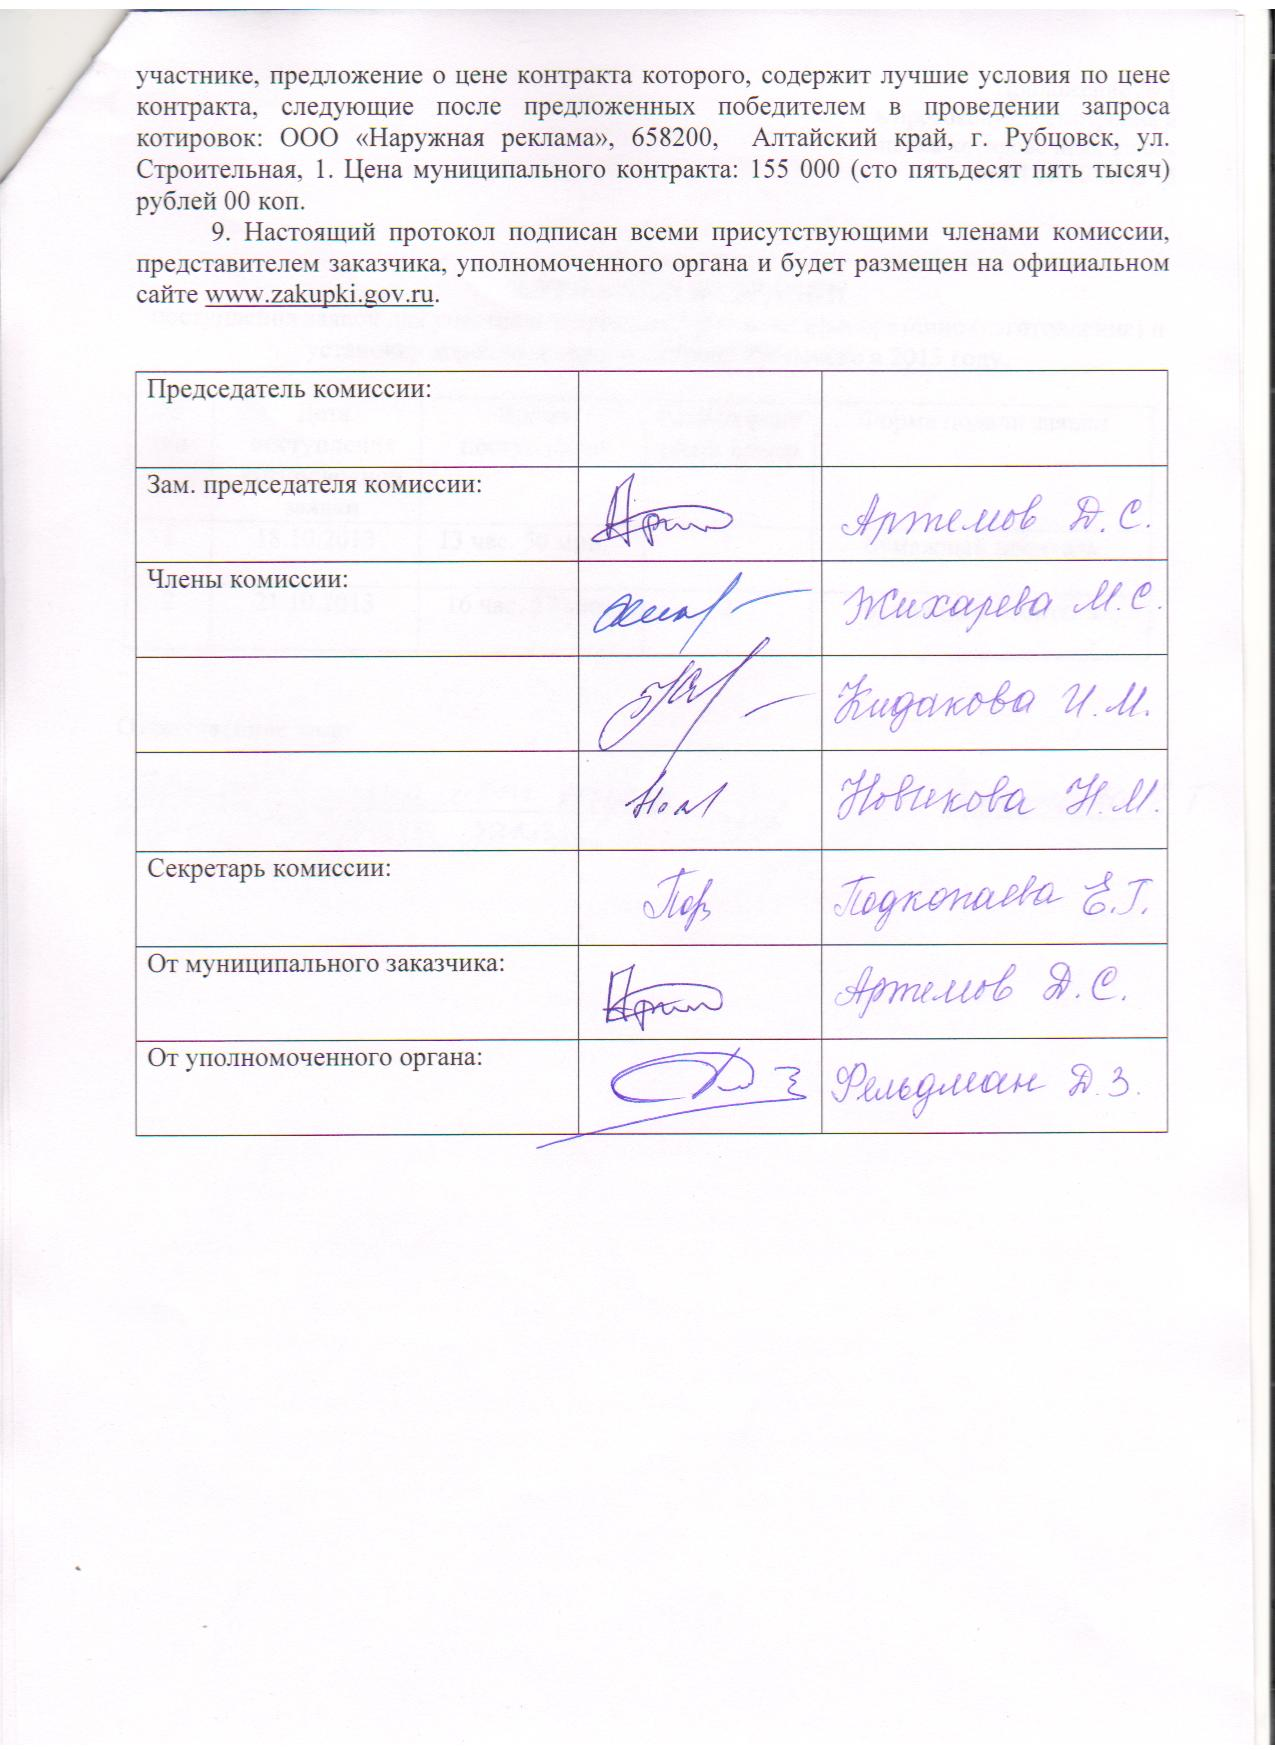 участнике, предложение о цене контракта которого, содержит лучшие условия по цене
контракта, следующие после предложенных победителем в проведении запроса
котировок: ООО «Наружная реклама», 658200, Алтайский край, г. Рубцовск, ул.
Строительная, 1. Цена муниципального контракта: 155 000 (сто пятьдесят пять тысяч)
рублей 00 коп.
9. Настоящий протокол подписан всеми присутствующими членами комиссии,
представителем заказчика, уполномоченного органа и будет размещен на официальном
сайте www.zakupki.gov.ru.
Председатель комиссии:
Зам. председателя комиссии: Артемов Д.С.
Члены комиссии: Жихарева М.С.
Кидакова И.М.
Новикова Н.М.
Секретарь комиссии: Подкопаева Е.Г.
От муниципального заказчика: Артемов Д.С.
От уполномоченного органа: Фельдман Д.З.